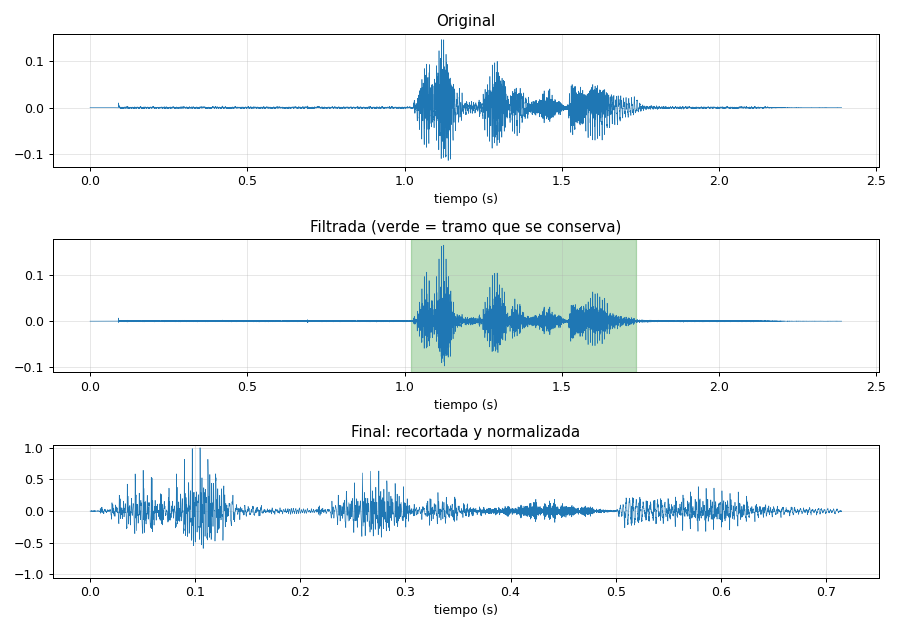 Original
0.1
0.0
−0.1
0.0 0.5 1.0 1.5 2.0 2.5
tiempo (s)
Filtrada (verde = tramo que se conserva)
0.1
0.0
−0.1
0.0 0.5 1.0 1.5 2.0 2.5
tiempo (s)
Final: recortada y normalizada
1.0
0.5
0.0
−0.5
−1.0
0.0 0.1 0.2 0.3 0.4 0.5 0.6 0.7
tiempo (s)